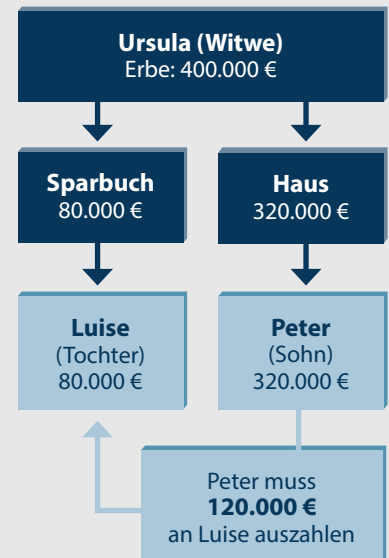 Ursula (Witwe)
Erbe: 400.000 €
Sparbuch
80.000 €
Haus
320.000 €
Luise
(Tochter)
80.000 €
Peter
(Sohn)
320.000 €
Peter muss
120.000 €
an Luise auszahlen